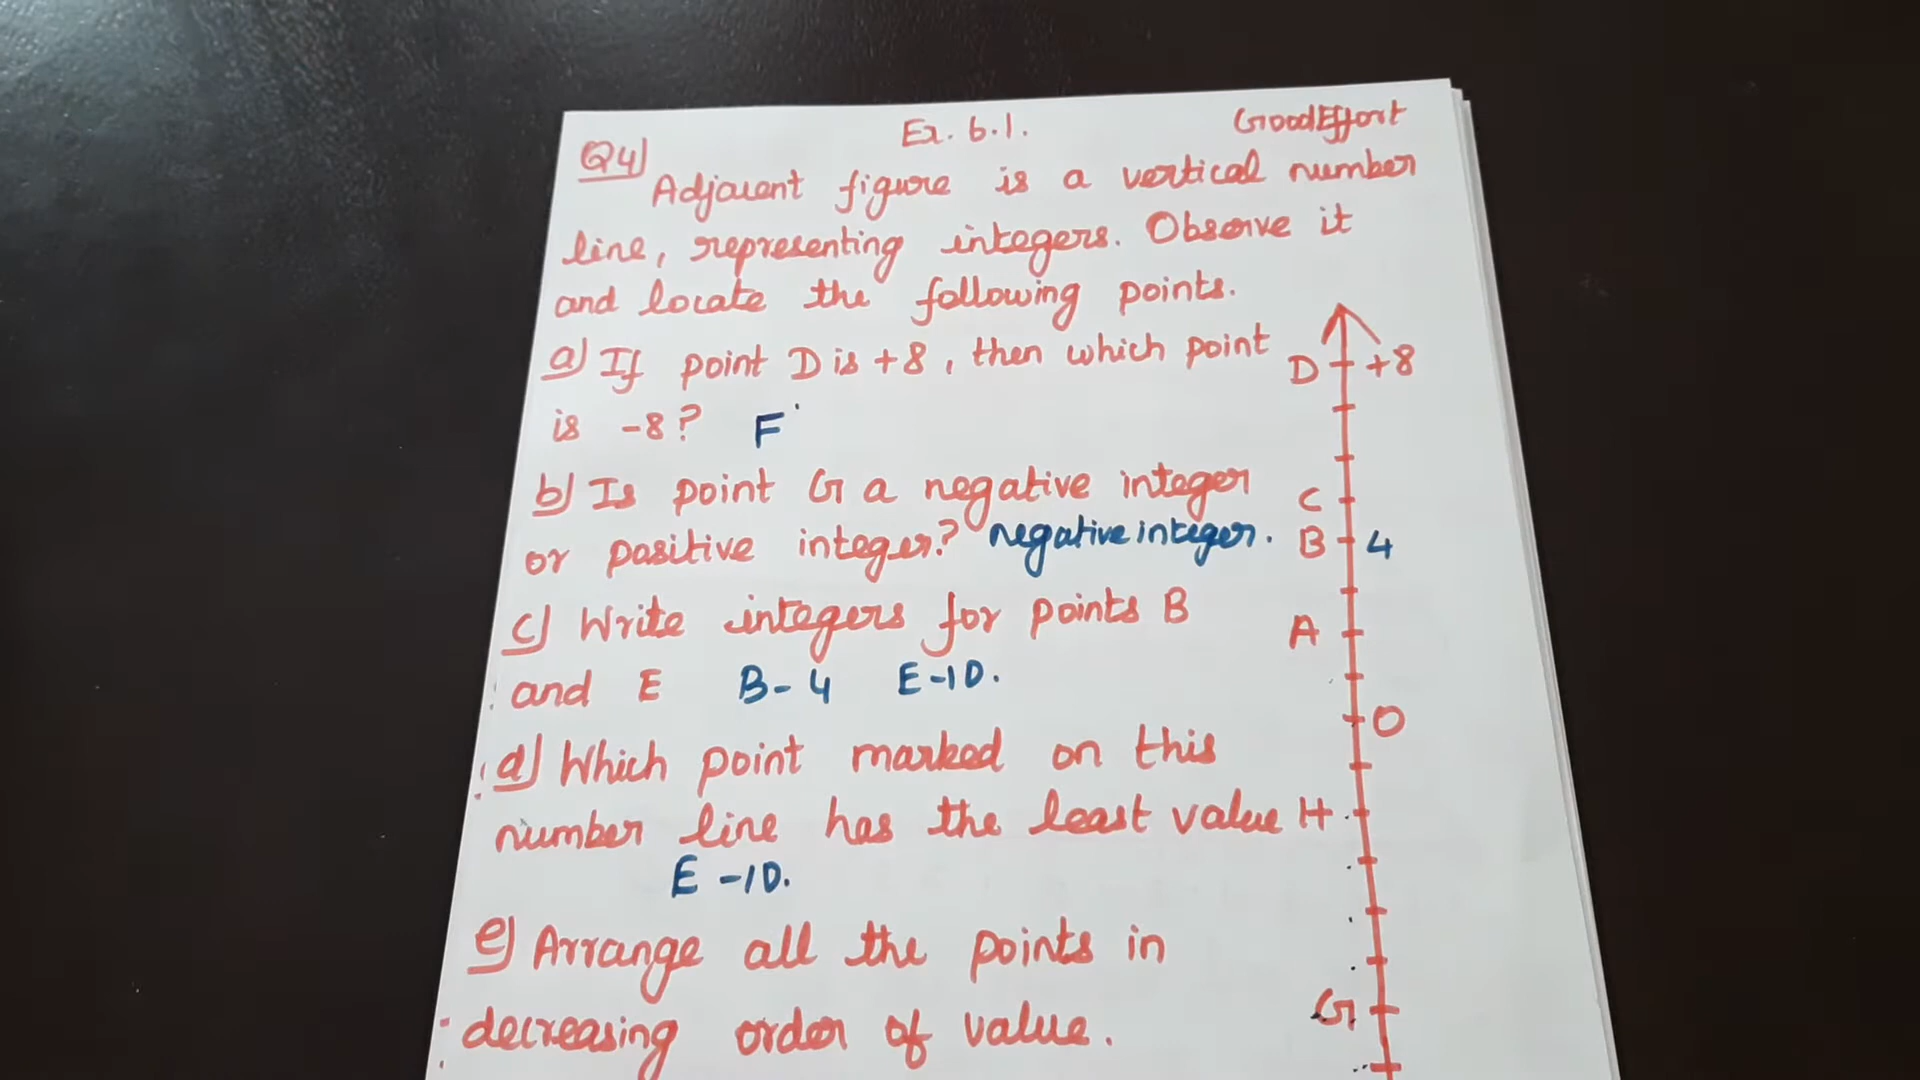 Ex. 6.1.
GoodEffort
Q4)
Adjacent figure is a vertical number
line, representing integers. Observe it
and locate the following points.
a) If point D is +8, then which point
is -8? F
b) Is point G a negative integer
or positive integer? negative integer.
c) Write integers for points B
and E B- 4 E -10.
d) Which point marked on this
number line has the least value
E -10.
e) Arrange all the points in
decreasing order of value.
D +8
C
B 4
A
O
H
G